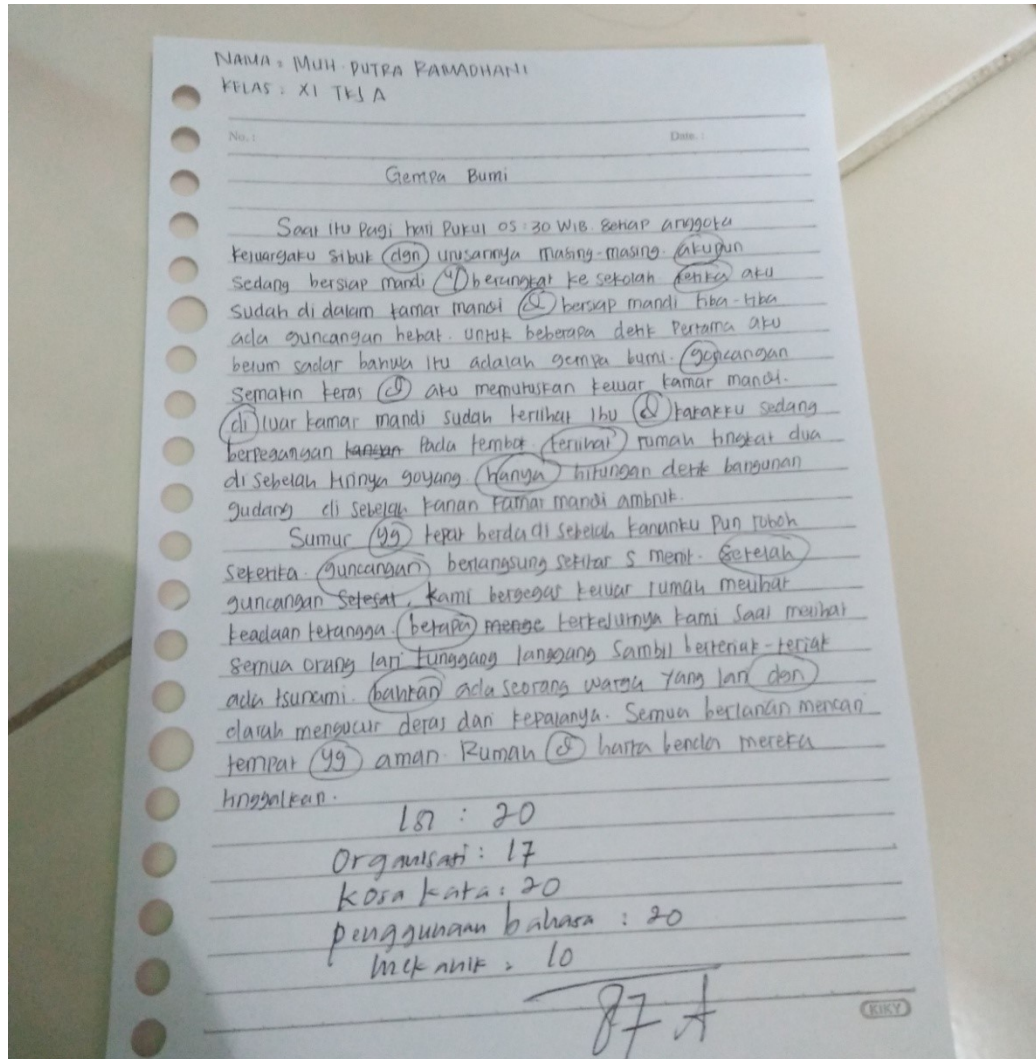 NAMA : MUH. PUTRA RAMADHANI
KELAS : XI TKJ A
No. : Date. :
Gempa Bumi
Saat itu Pagi hari Pukul 05:30 WIB. Setiap anggota
keluargaku sibuk dgn urusannya masing-masing. akupun
sedang bersiap mandi berangkat ke sekolah ketika aku
sudah di dalam kamar mandi & bersiap mandi tiba-tiba
ada guncangan hebat. untuk beberapa detik Pertama aku
belum sadar bahwa itu adalah gempa bumi. goncangan
semakin keras & aku memutuskan keluar kamar mandi.
di luar kamar mandi sudah terlihat Ibu & kakakku sedang
berpegangan Pada tembok terlihat rumah tingkat dua
di sebelah kirinya goyang. hanya hitungan detik bangunan
gudang di sebelah kanan kamar mandi ambruk.
Sumur yg tepat berda di sebelah kananku Pun roboh
seketika. guncangan berlangsung sekitar 5 menit. Setelah
guncangan selesai, kami bergegas keluar rumah melihat
keadaan tetangga. betapa terkejutnya kami saat melihat
semua orang lari tunggang langgang sambil berteriak-teriak
ada tsunami. bahkan ada seorang warga yang lari dgn
darah mengucur deras dari kepalanya. Semua berlarian mencari
tempat yg aman. Rumah & harta benda mereka
tinggalkan.
Isi : 20
Organisasi : 17
kosa kata : 20
penggunaan bahasa : 20
mekanik : 10
87 A
KIKY